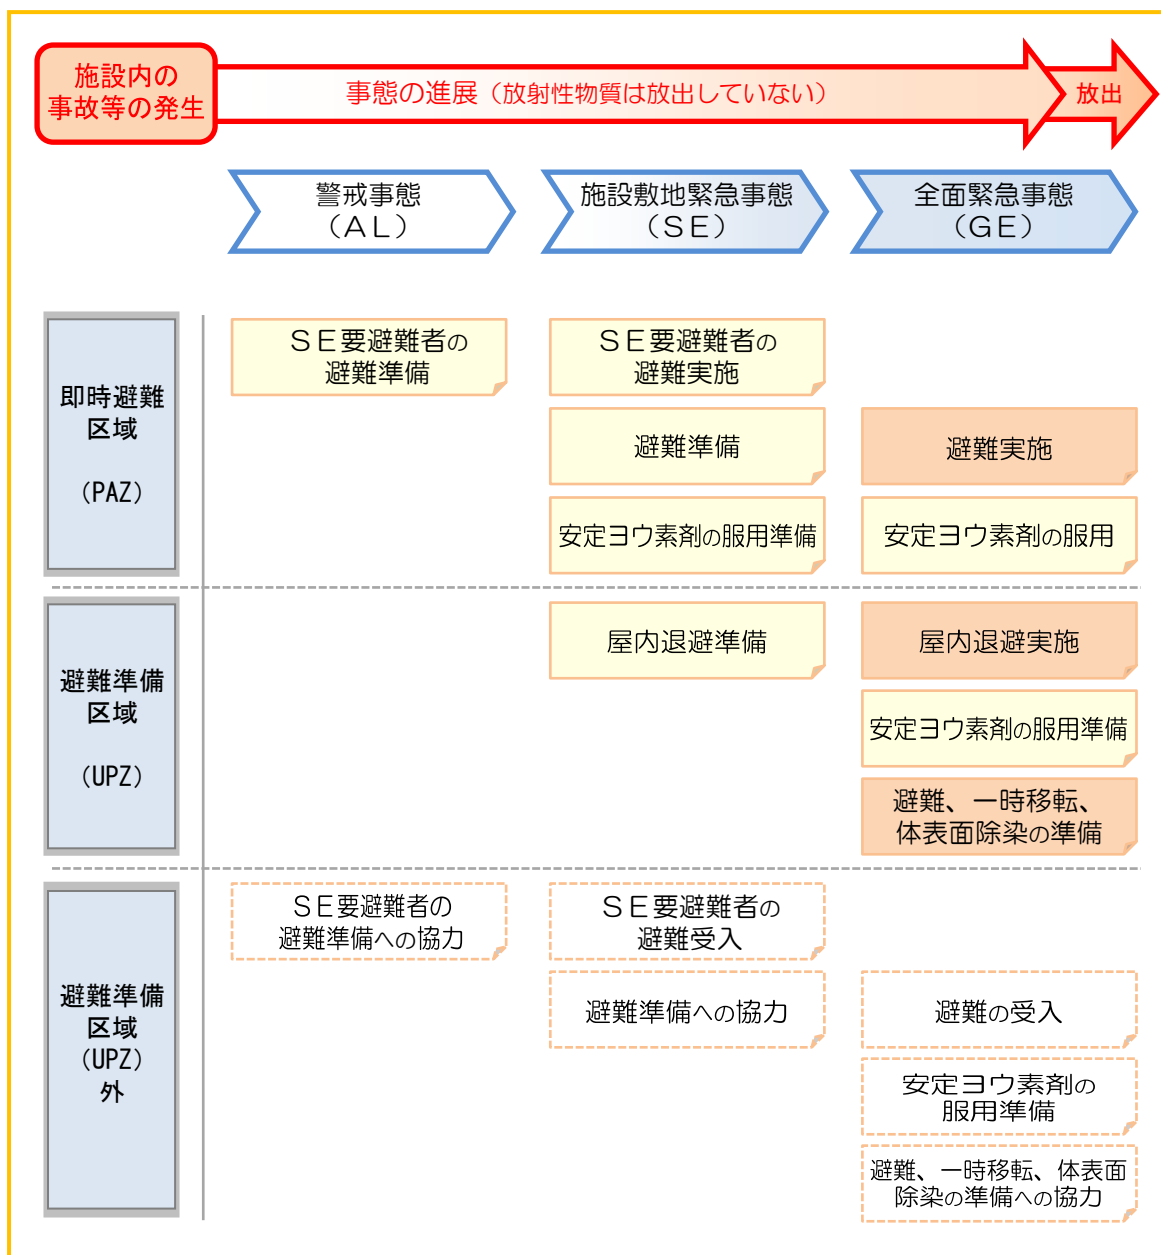 施設内の
事故等の発生
事態の進展（放射性物質は放出していない）
放出
警戒事態
（ＡＬ）
施設敷地緊急事態
（ＳＥ）
全面緊急事態
（ＧＥ）
即時避難
区域
（PAZ）
ＳＥ要避難者の
避難準備
ＳＥ要避難者の
避難実施
避難準備
避難実施
安定ヨウ素剤の服用準備
安定ヨウ素剤の服用
避難準備
区域
（UPZ）
屋内退避準備
屋内退避実施
安定ヨウ素剤の服用準備
避難、一時移転、
体表面除染の準備
避難準備
区域
（UPZ）
外
ＳＥ要避難者の
避難準備への協力
ＳＥ要避難者の
避難受入
避難準備への協力
避難の受入
安定ヨウ素剤の
服用準備
避難、一時移転、体表面
除染の準備への協力